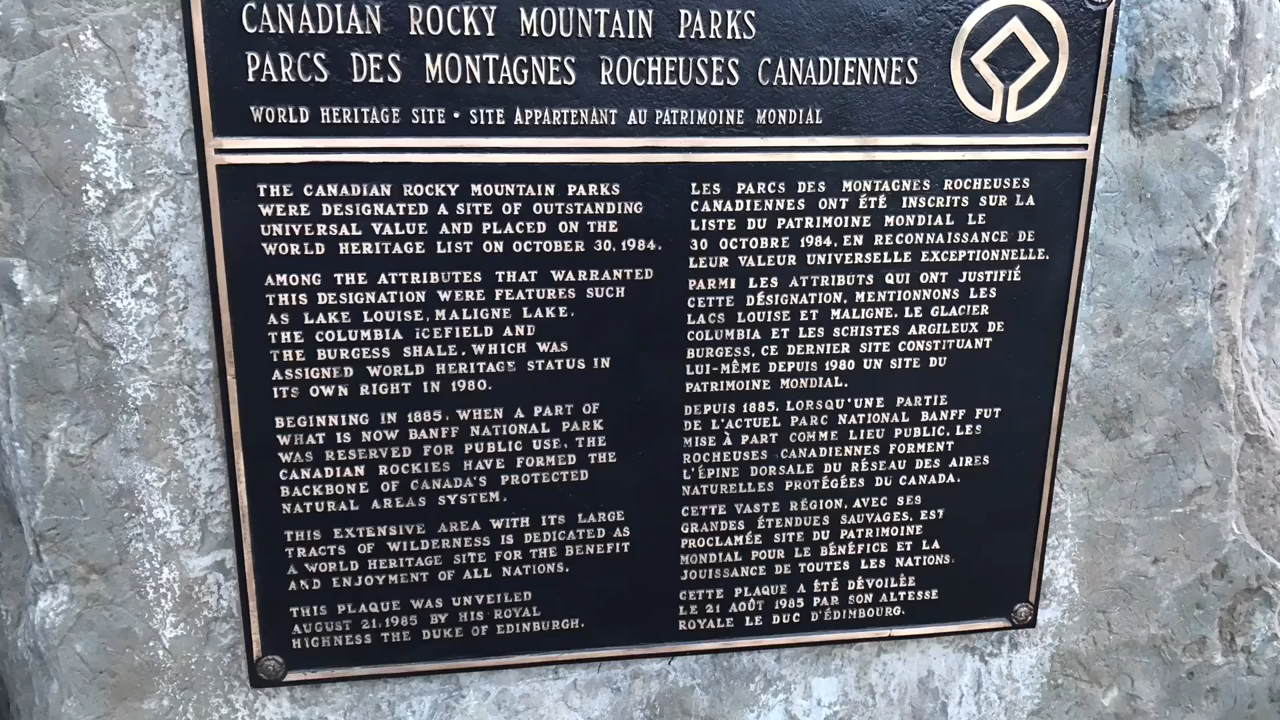 CANADIAN ROCKY MOUNTAIN PARKS
PARCS DES MONTAGNES ROCHEUSES CANADIENNES
WORLD HERITAGE SITE • SITE APPARTENANT AU PATRIMOINE MONDIAL
THE CANADIAN ROCKY MOUNTAIN PARKS
WERE DESIGNATED A SITE OF OUTSTANDING
UNIVERSAL VALUE AND PLACED ON THE
WORLD HERITAGE LIST ON OCTOBER 30, 1984.
AMONG THE ATTRIBUTES THAT WARRANTED
THIS DESIGNATION WERE FEATURES SUCH
AS LAKE LOUISE, MALIGNE LAKE,
THE COLUMBIA ICEFIELD AND
THE BURGESS SHALE, WHICH WAS
ASSIGNED WORLD HERITAGE STATUS IN
ITS OWN RIGHT IN 1980.
BEGINNING IN 1885, WHEN A PART OF
WHAT IS NOW BANFF NATIONAL PARK
WAS RESERVED FOR PUBLIC USE, THE
CANADIAN ROCKIES HAVE FORMED THE
BACKBONE OF CANADA'S PROTECTED
NATURAL AREAS SYSTEM.
THIS EXTENSIVE AREA WITH ITS LARGE
TRACTS OF WILDERNESS IS DEDICATED AS
A WORLD HERITAGE SITE FOR THE BENEFIT
AND ENJOYMENT OF ALL NATIONS.
THIS PLAQUE WAS UNVEILED
AUGUST 21, 1985 BY HIS ROYAL
HIGHNESS THE DUKE OF EDINBURGH.
LES PARCS DES MONTAGNES ROCHEUSES
CANADIENNES ONT ÉTÉ INSCRITS SUR LA
LISTE DU PATRIMOINE MONDIAL LE
30 OCTOBRE 1984, EN RECONNAISSANCE DE
LEUR VALEUR UNIVERSELLE EXCEPTIONNELLE.
PARMI LES ATTRIBUTS QUI ONT JUSTIFIÉ
CETTE DÉSIGNATION, MENTIONNONS LES
LACS LOUISE ET MALIGNE, LE GLACIER
COLUMBIA ET LES SCHISTES ARGILEUX DE
BURGESS, CE DERNIER SITE CONSTITUANT
LUI-MÊME DEPUIS 1980 UN SITE DU
PATRIMOINE MONDIAL.
DEPUIS 1885, LORSQU'UNE PARTIE
DE L'ACTUEL PARC NATIONAL BANFF FUT
MISE À PART COMME LIEU PUBLIC, LES
ROCHEUSES CANADIENNES FORMENT
L'ÉPINE DORSALE DU RÉSEAU DES AIRES
NATURELLES PROTÉGÉES DU CANADA.
CETTE VASTE RÉGION, AVEC SES
GRANDES ÉTENDUES SAUVAGES, EST
PROCLAMÉE SITE DU PATRIMOINE
MONDIAL POUR LE BÉNÉFICE ET LA
JOUISSANCE DE TOUTES LES NATIONS.
CETTE PLAQUE A ÉTÉ DÉVOILÉE
LE 21 AOÛT 1985 PAR SON ALTESSE
ROYALE LE DUC D'ÉDIMBOURG.